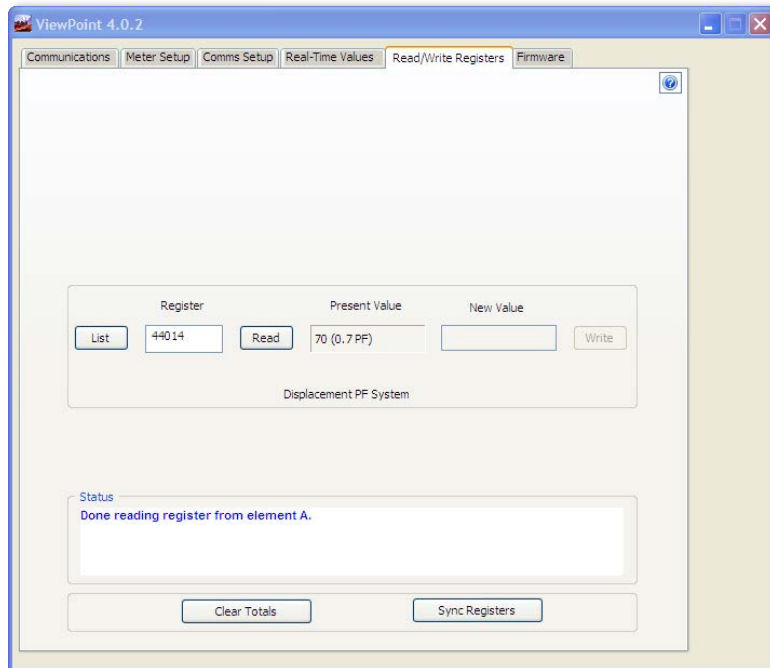 ViewPoint 4.0.2
Communications Meter Setup Comms Setup Real-Time Values Read/Write Registers Firmware
Register Present Value New Value
List 44014 Read 70 (0.7 PF) Write
Displacement PF System
Status
Done reading register from element A.
Clear Totals Sync Registers